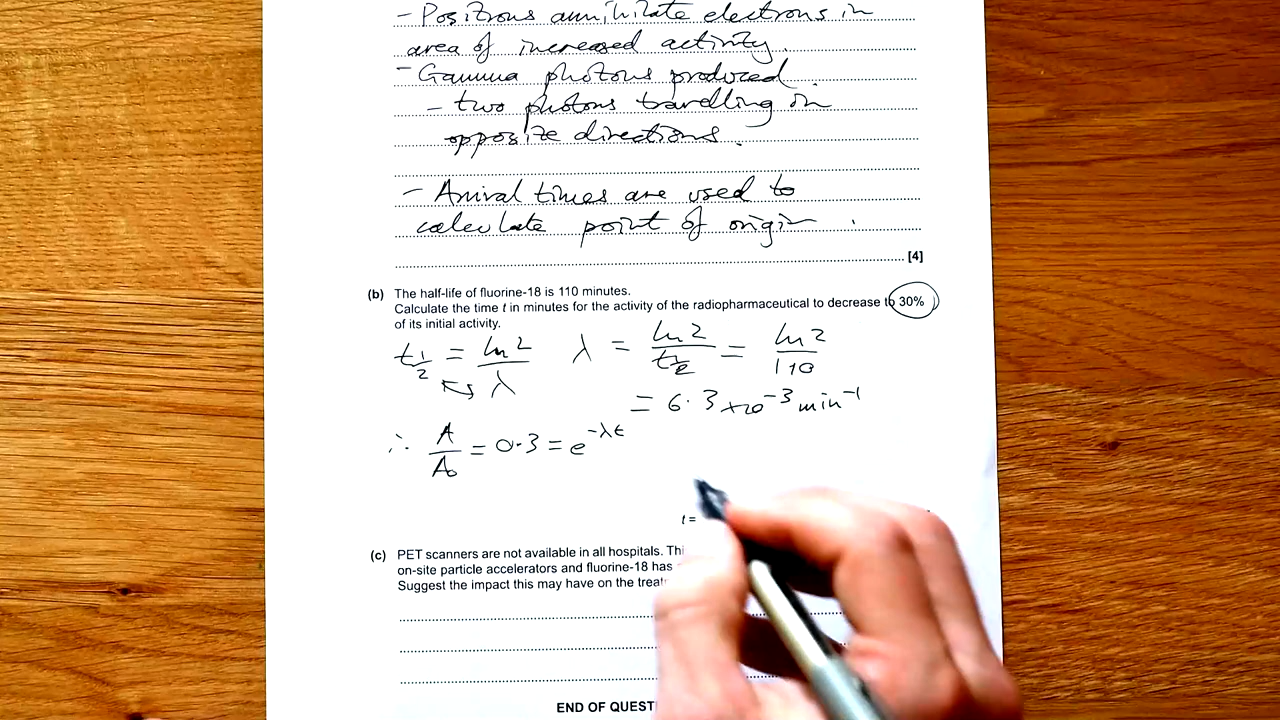 - Positrons annihilate electrons in
area of increased activity.
- Gamma photons produced
- two photons travelling in
opposite directions.
- Arrival times are used to
calculate point of origin.
[4]
(b) The half-life of fluorine-18 is 110 minutes.
Calculate the time t in minutes for the activity of the radiopharmaceutical to decrease to 30%
of its initial activity.
t½ = ln2/λ λ = ln2/t½ = ln2/110
= 6.3×10⁻³ min⁻¹
∴ A/A₀ = 0.3 = e^-λt
t =
(c) PET scanners are not available in all hospitals.
on-site particle accelerators and fluorine-18 has
Suggest the impact this may have on the
END OF